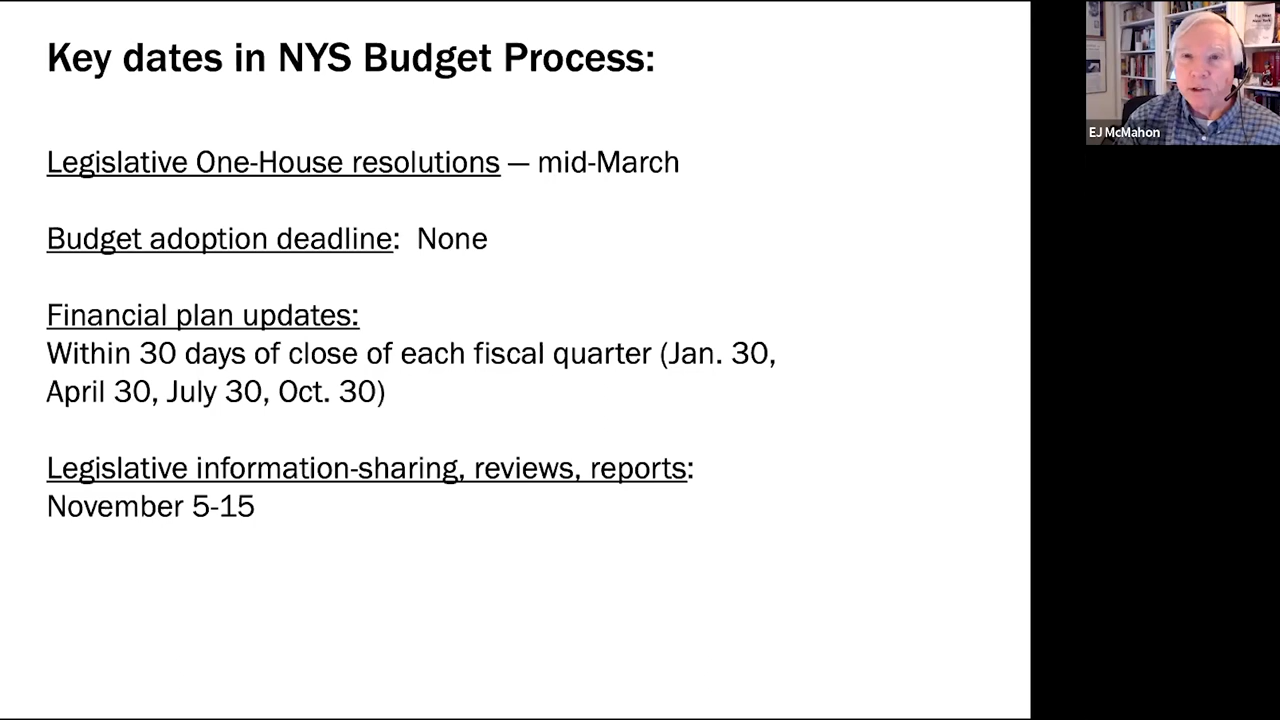 Key dates in NYS Budget Process:
Legislative One-House resolutions — mid-March
Budget adoption deadline:  None
Financial plan updates:
Within 30 days of close of each fiscal quarter (Jan. 30,
April 30, July 30, Oct. 30)
Legislative information-sharing, reviews, reports:
November 5-15
EJ McMahon